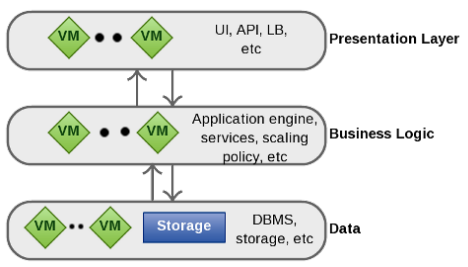 VM VM UI, API, LB,
etc
Presentation Layer
VM VM Application engine,
services, scaling
policy, etc
Business Logic
VM VM Storage DBMS,
storage, etc
Data